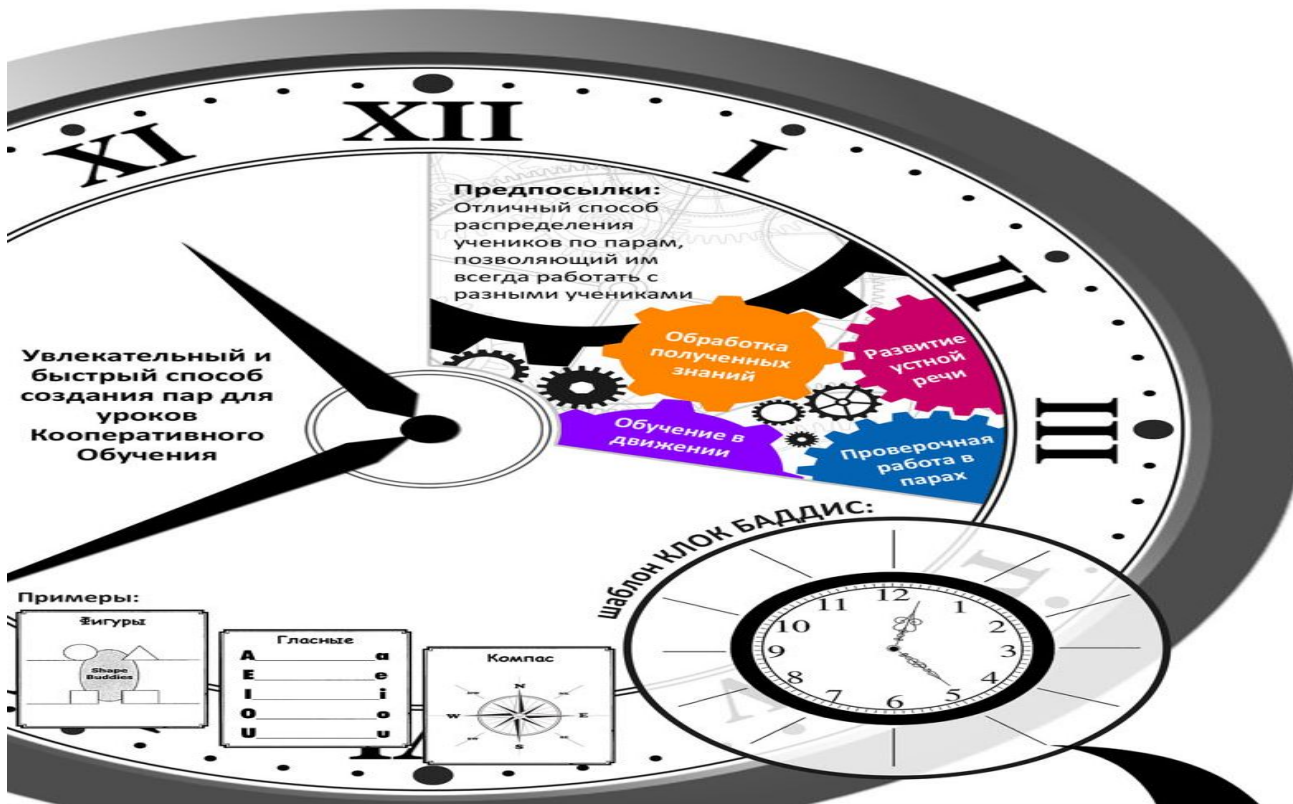 XI
XII
I
II
III
Предпосылки:
Отличный способ
распределения
учеников по парам,
позволяющий им
всегда работать с
разными учениками
Обработка
полученных
знаний
Развитие
устной
речи
Обучение в
движении
Проверочная
работа в
парах
Увлекательный и
быстрый способ
создания пар для
уроков
Кооперативного
Обучения
шаблон КЛОК БАДДИС:
12
1
2
3
4
5
6
7
8
9
10
11
Примеры:
Фигуры
Shape
Buddies
Гласные
A a
E e
I i
O o
U u
Компас
N
W E
S